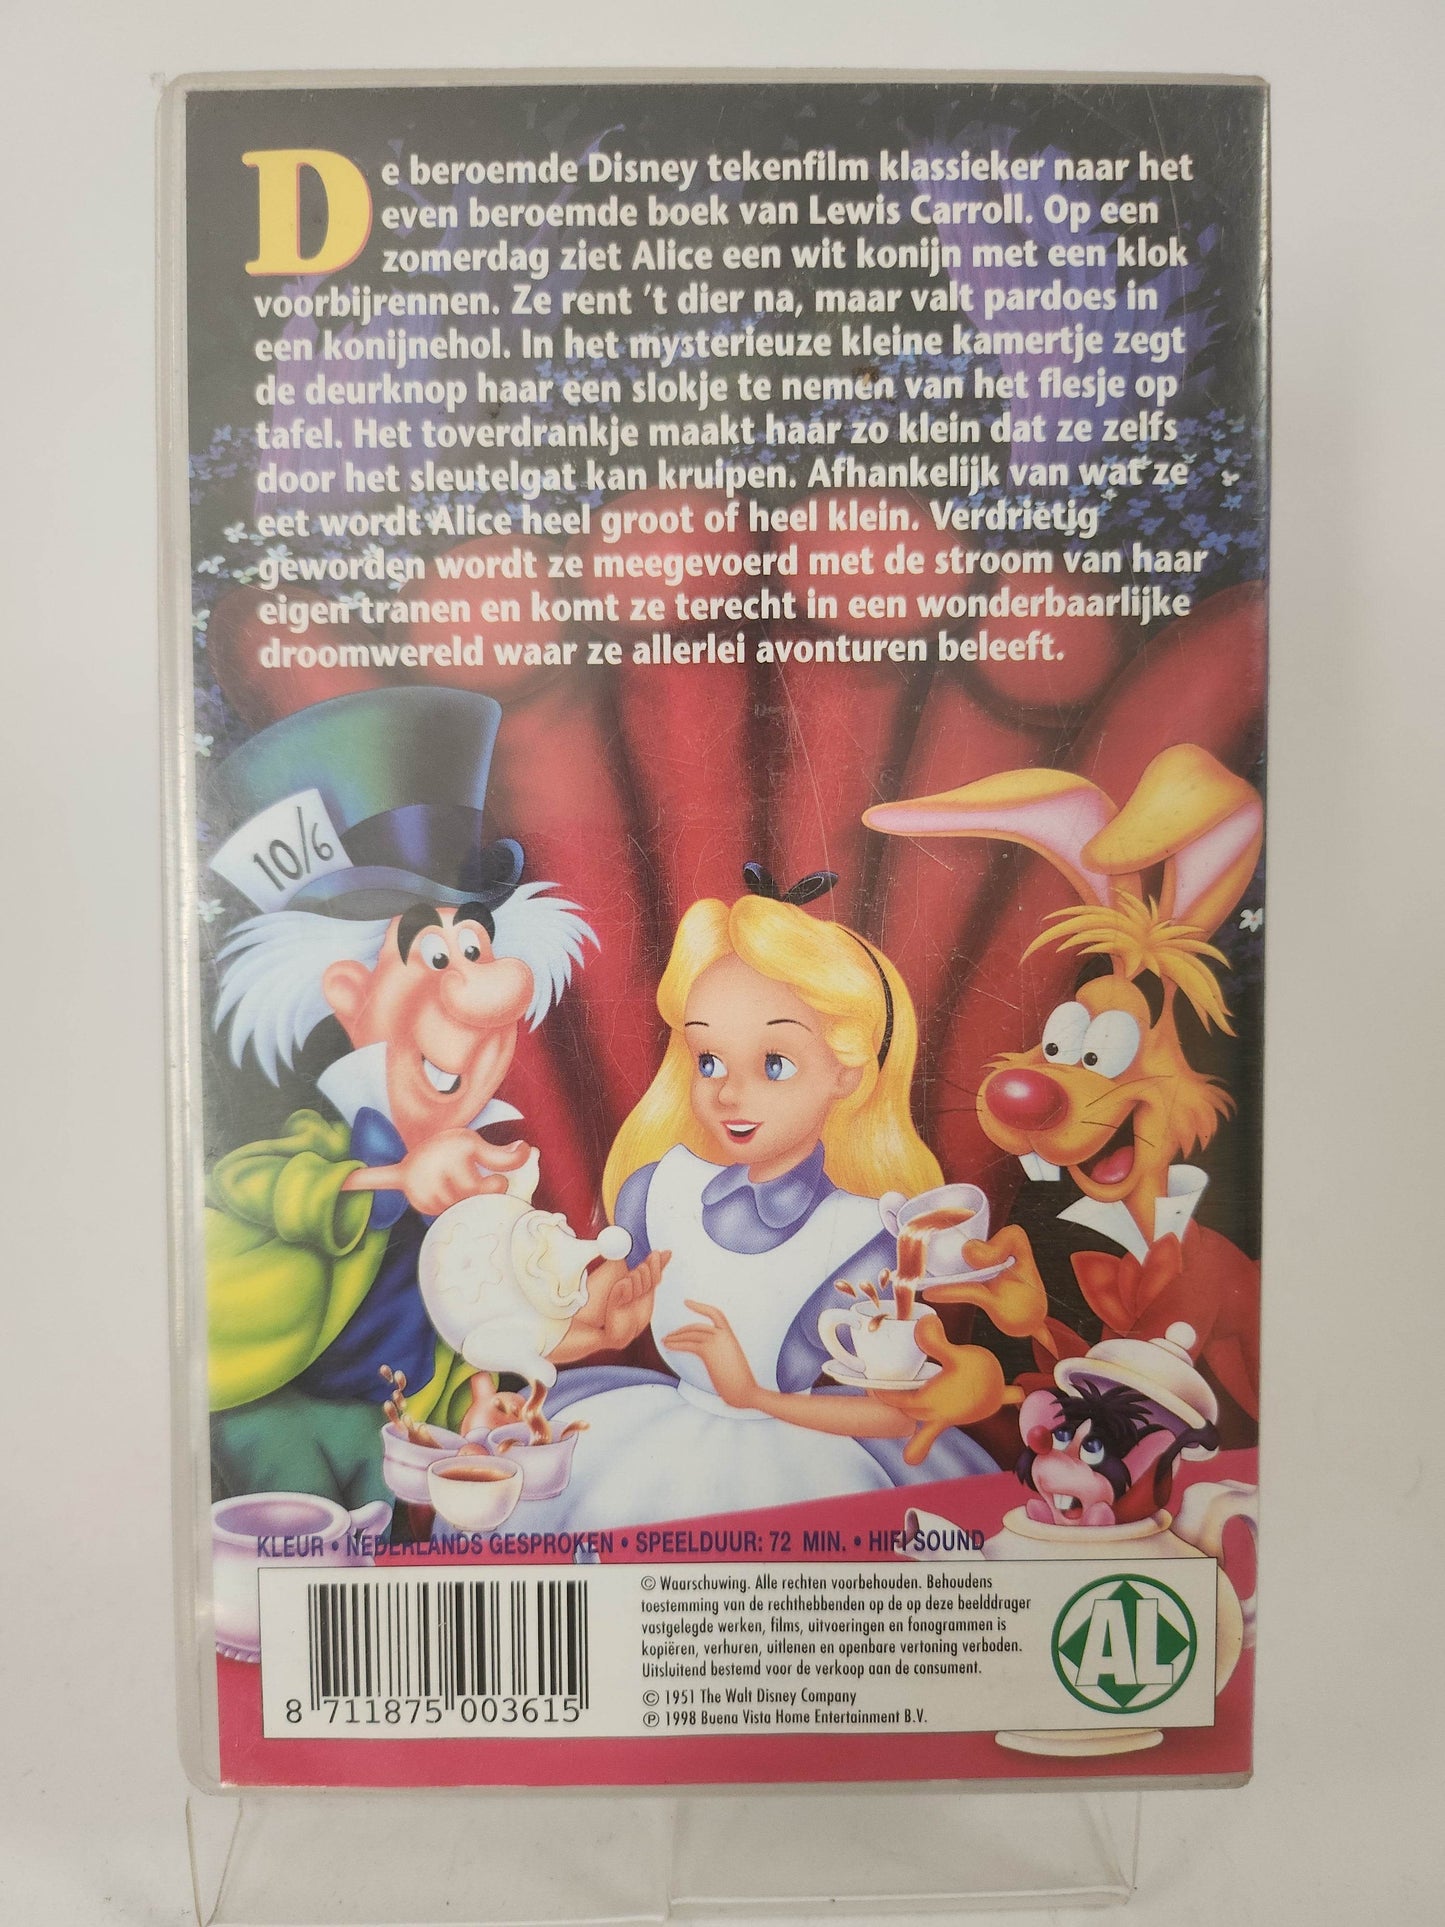 De beroemde Disney tekenfilm klassieker naar het
even beroemde boek van Lewis Carroll. Op een
zomerdag ziet Alice een wit konijn met een klok
voorbijrennen. Ze rent 't dier na, maar valt pardoes in
een konijnehol. In het mysterieuze kleine kamertje zegt
de deurknop haar een slokje te nemen van het flesje op
tafel. Het toverdrankje maakt haar zo klein dat ze zelfs
door het sleutelgat kan kruipen. Afhankelijk van wat ze
eet wordt Alice heel groot of heel klein. Verdrietig
geworden wordt ze meegevoerd met de stroom van haar
eigen tranen en komt ze terecht in een wonderbaarlijke
droomwereld waar ze allerlei avonturen beleeft.
10/6
KLEUR • NEDERLANDS GESPROKEN • SPEELDUUR: 72 MIN. • HIFI SOUND
© Waarschuwing. Alle rechten voorbehouden. Behoudens
toestemming van de rechthebbenden op de op deze beelddrager
vastgelegde werken, films, uitvoeringen en fonogrammen is
kopiëren, verhuren, uitlenen en openbare vertoning verboden.
Uitsluitend bestemd voor de verkoop aan de consument.
© 1951 The Walt Disney Company
℗ 1998 Buena Vista Home Entertainment B.V.
8 711875 003615
AL